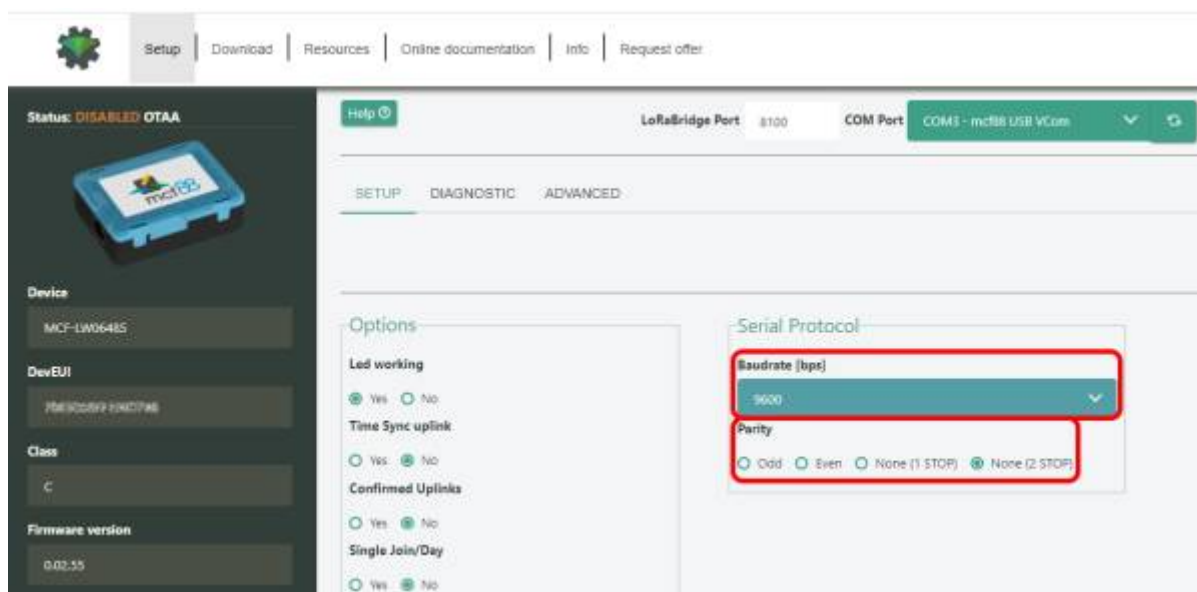 Setup Download Resources Online documentation Info Request offer
Status: DISABLED OTAA
Help
LoRaBridge Port 8100 COM Port COM3 - mcf88 USB VCom
mcf88
SETUP DIAGNOSTIC ADVANCED
Device
MCF-LW06485
DevEUI
Class
C
Firmware version
0.02.55
Options
Led working
Yes No
Time Sync uplink
Yes No
Confirmed Uplinks
Yes No
Single Join/Day
Yes No
Serial Protocol
Baudrate [bps]
9600
Parity
Odd Even None (1 STOP) None (2 STOP)